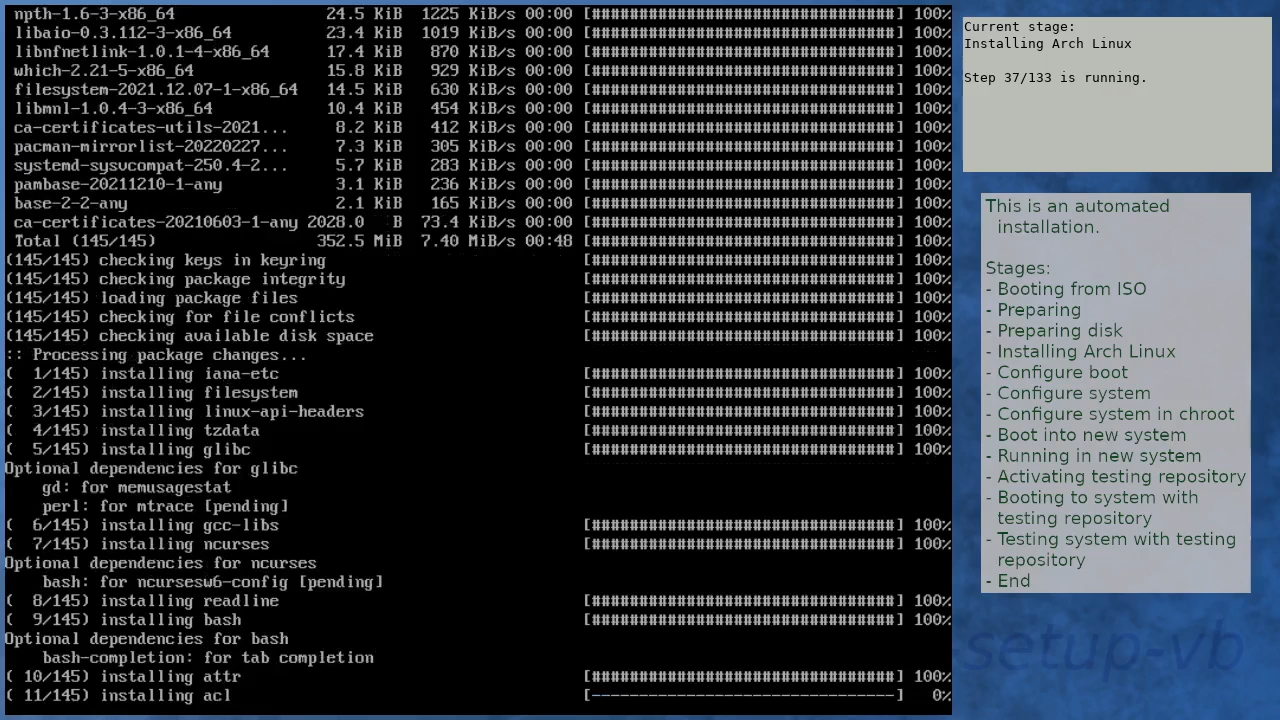 npth-1.6-3-x86_64 24.5 KiB 1225 KiB/s 00:00 [################################] 100%
libaio-0.3.112-3-x86_64 23.4 KiB 1019 KiB/s 00:00 [################################] 100%
libnfnetlink-1.0.1-4-x86_64 17.4 KiB 870 KiB/s 00:00 [################################] 100%
which-2.21-5-x86_64 15.8 KiB 929 KiB/s 00:00 [################################] 100%
filesystem-2021.12.07-1-x86_64 14.5 KiB 630 KiB/s 00:00 [################################] 100%
libmnl-1.0.4-3-x86_64 10.4 KiB 454 KiB/s 00:00 [################################] 100%
ca-certificates-utils-2021... 8.2 KiB 412 KiB/s 00:00 [################################] 100%
pacman-mirrorlist-20220227... 7.3 KiB 305 KiB/s 00:00 [################################] 100%
systemd-sysvcompat-250.4-2... 5.7 KiB 283 KiB/s 00:00 [################################] 100%
pambase-20211210-1-any 3.1 KiB 236 KiB/s 00:00 [################################] 100%
base-2-2-any 2.1 KiB 165 KiB/s 00:00 [################################] 100%
ca-certificates-20210603-1-any 2028.0 B 73.4 KiB/s 00:00 [################################] 100%
Total (145/145) 352.5 MiB 7.40 MiB/s 00:48 [################################] 100%
(145/145) checking keys in keyring [################################] 100%
(145/145) checking package integrity [################################] 100%
(145/145) loading package files [################################] 100%
(145/145) checking for file conflicts [################################] 100%
(145/145) checking available disk space [################################] 100%
:: Processing package changes...
( 1/145) installing iana-etc [################################] 100%
( 2/145) installing filesystem [################################] 100%
( 3/145) installing linux-api-headers [################################] 100%
( 4/145) installing tzdata [################################] 100%
( 5/145) installing glibc [################################] 100%
Optional dependencies for glibc
gd: for memusagestat
perl: for mtrace [pending]
( 6/145) installing gcc-libs [################################] 100%
( 7/145) installing ncurses [################################] 100%
Optional dependencies for ncurses
bash: for ncursesw6-config [pending]
( 8/145) installing readline [################################] 100%
( 9/145) installing bash [################################] 100%
Optional dependencies for bash
bash-completion: for tab completion
( 10/145) installing attr [################################] 100%
( 11/145) installing acl [--------------------------------] 0%
Current stage:
Installing Arch Linux
Step 37/133 is running.
This is an automated
installation.
Stages:
- Booting from ISO
- Preparing
- Preparing disk
- Installing Arch Linux
- Configure boot
- Configure system
- Configure system in chroot
- Boot into new system
- Running in new system
- Activating testing repository
- Booting to system with
testing repository
- Testing system with testing
repository
- End
setup-vb